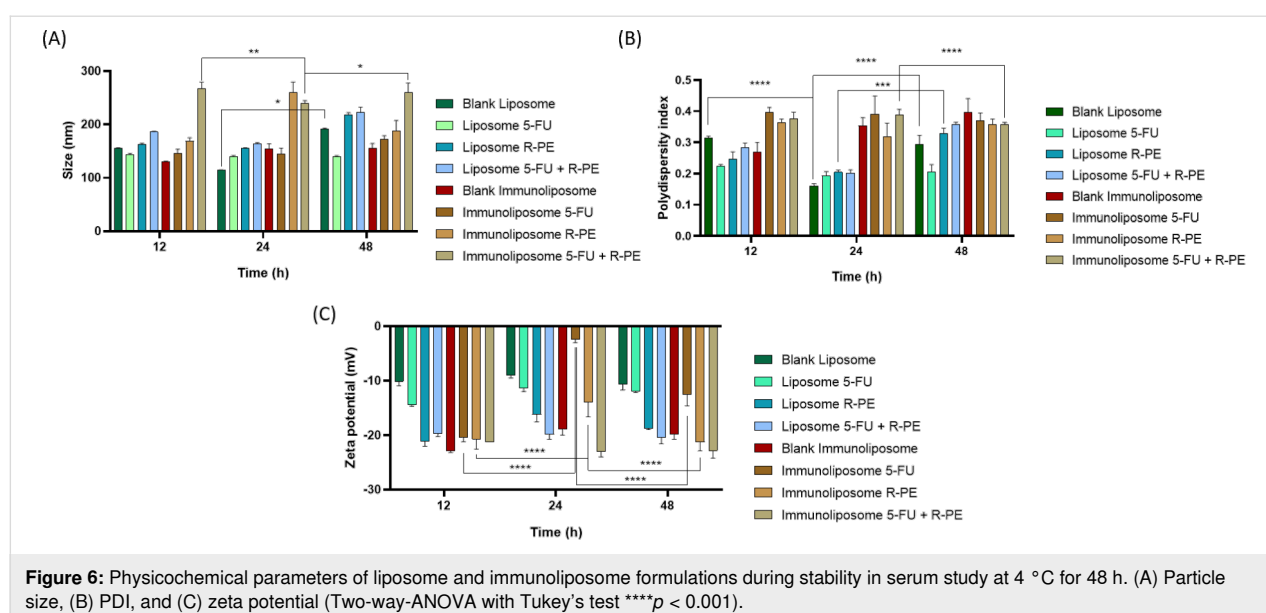 (A)
**
*
*
300
200
100
0
Size (nm)
12
24
48
Time (h)
Blank Liposome
Liposome 5-FU
Liposome R-PE
Liposome 5-FU + R-PE
Blank Immunoliposome
Immunoliposome 5-FU
Immunoliposome R-PE
Immunoliposome 5-FU + R-PE
(B)
****
****
****
***
0.5
0.4
0.3
0.2
0.1
0.0
Polydispersity index
12
24
48
Time (h)
Blank Liposome
Liposome 5-FU
Liposome R-PE
Liposome 5-FU + R-PE
Blank Immunoliposome
Immunoliposome 5-FU
Immunoliposome R-PE
Immunoliposome 5-FU + R-PE
(C)
0
-10
-20
-30
Zeta potential (mV)
****
****
****
****
12
24
48
Time (h)
Blank Liposome
Liposome 5-FU
Liposome R-PE
Liposome 5-FU + R-PE
Blank Immunoliposome
Immunoliposome 5-FU
Immunoliposome R-PE
Immunoliposome 5-FU + R-PE
Figure 6: Physicochemical parameters of liposome and immunoliposome formulations during stability in serum study at 4 °C for 48 h. (A) Particle
size, (B) PDI, and (C) zeta potential (Two-way-ANOVA with Tukey’s test ****p < 0.001).